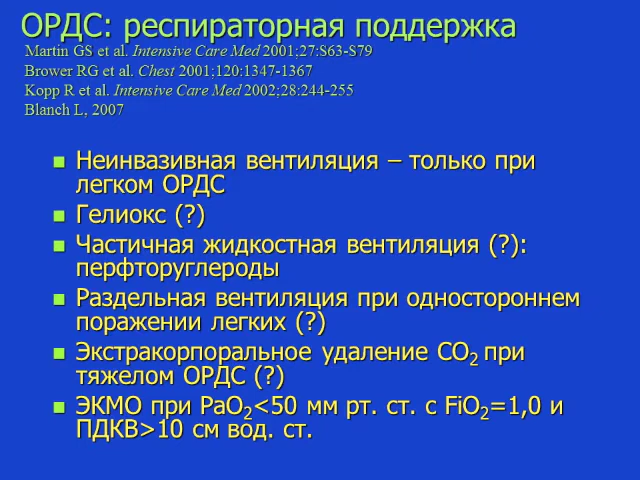 ОРДС: респираторная поддержка
Martin GS et al. Intensive Care Med 2001;27:S63-S79
Brower RG et al. Chest 2001;120:1347-1367
Kopp R et al. Intensive Care Med 2002;28:244-255
Blanch L, 2007
Неинвазивная вентиляция – только при
легком ОРДС
Гелиокс (?)
Частичная жидкостная вентиляция (?):
перфторуглероды
Раздельная вентиляция при одностороннем
поражении легких (?)
Экстракорпоральное удаление CO2 при
тяжелом ОРДС (?)
ЭКМО при PaO2<50 мм рт. ст. с FiO2=1,0 и
ПДКВ>10 см вод. ст.